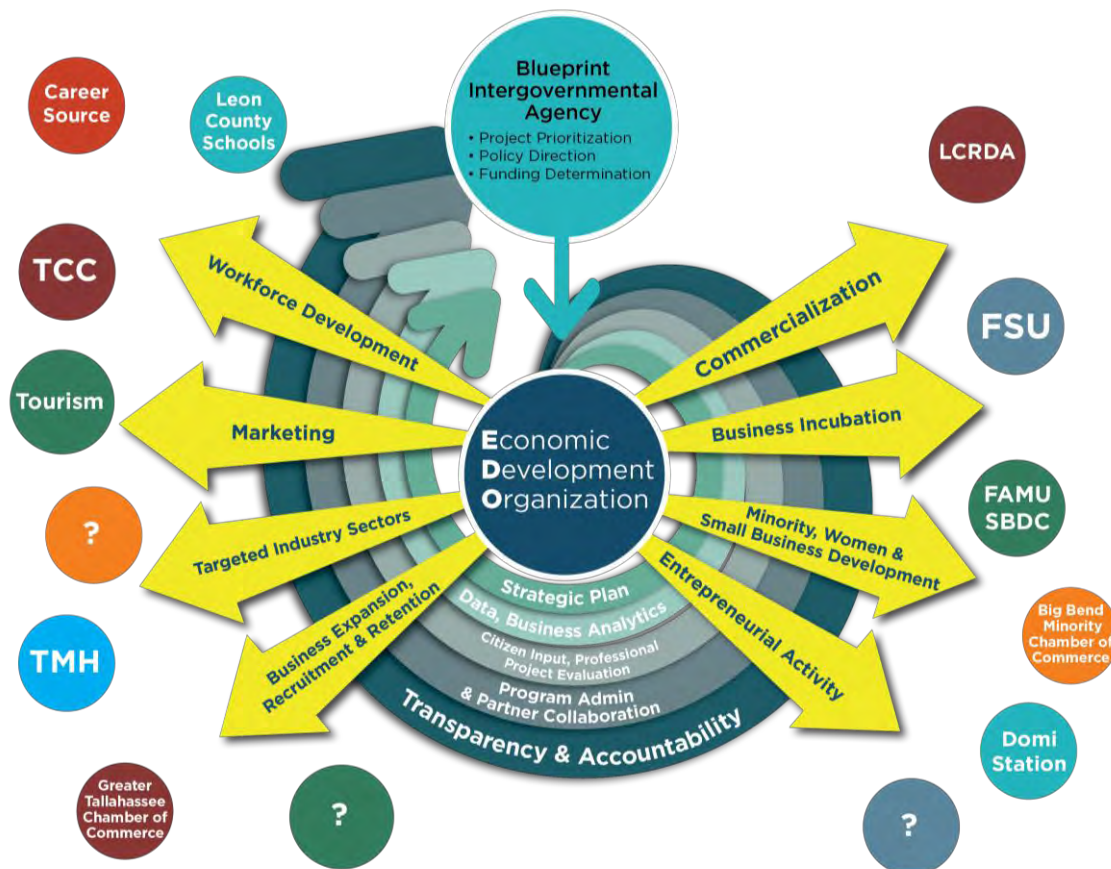 Blueprint
Intergovernmental
Agency
• Project Prioritization
• Policy Direction
• Funding Determination
Career
Source
Leon
County
Schools
LCRDA
TCC
FSU
Tourism
FAMU
SBDC
?
Big Bend
Minority
Chamber of
Commerce
TMH
Domi
Station
Greater
Tallahassee
Chamber of
Commerce
?
?
Workforce Development
Marketing
Targeted Industry Sectors
Business Expansion,
Recruitment & Retention
Commercialization
Business Incubation
Minority, Women &
Small Business Development
Entrepreneurial Activity
Economic
Development
Organization
Strategic Plan
Data, Business Analytics
Citizen Input, Professional
Project Evaluation
Program Admin
& Partner Collaboration
Transparency & Accountability